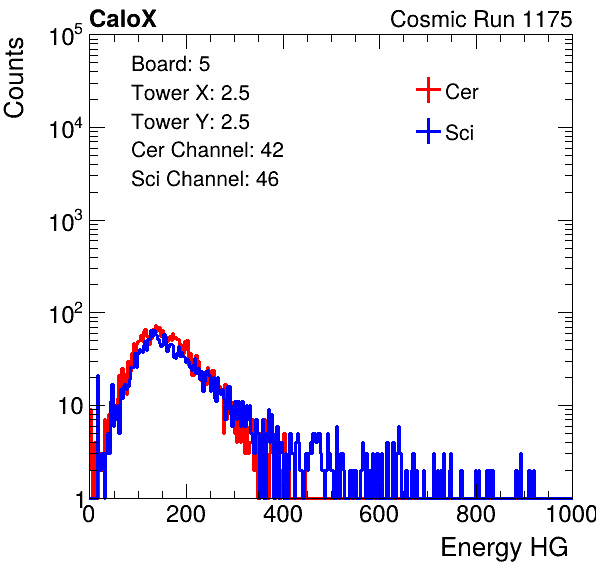 CaloX Cosmic Run 1175
Counts
10^5
10^4
10^3
10^2
10
1
Board: 5
Tower X: 2.5
Tower Y: 2.5
Cer Channel: 42
Sci Channel: 46
Cer
Sci
0 200 400 600 800 1000
Energy HG